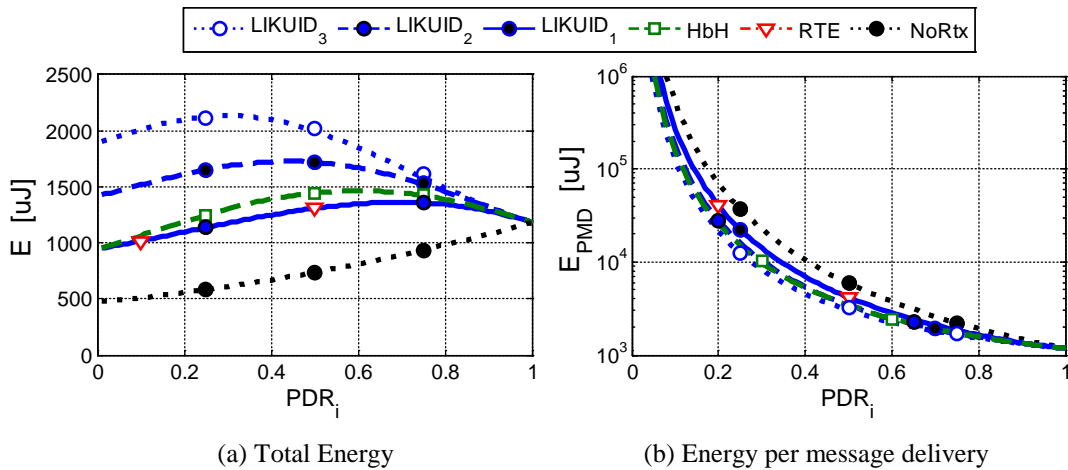 LIKUID3 LIKUID2 LIKUID1 HbH RTE NoRtx
2500
2000
1500
1000
500
0
E [uJ]
0 0.2 0.4 0.6 0.8 1
PDRi
(a) Total Energy
10^6
10^5
10^4
10^3
EPMD [uJ]
0 0.2 0.4 0.6 0.8 1
PDRi
(b) Energy per message delivery